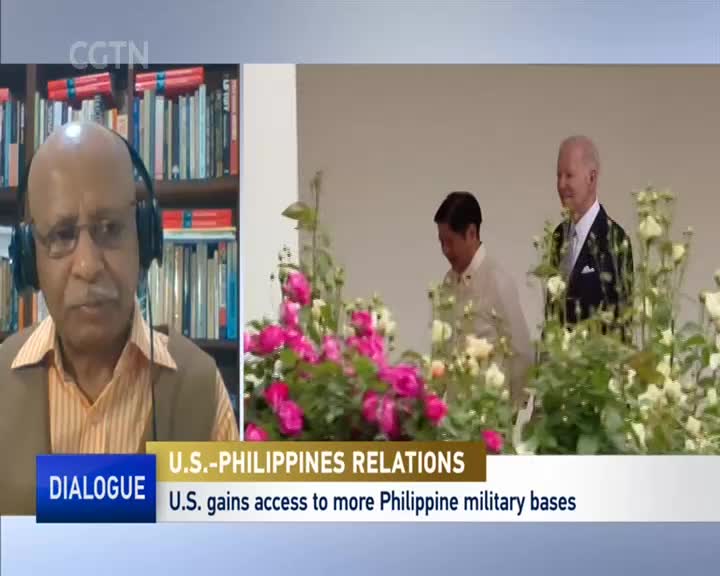 CGTN
U.S.-PHILIPPINES RELATIONS
DIALOGUE
U.S. gains access to more Philippine military bases